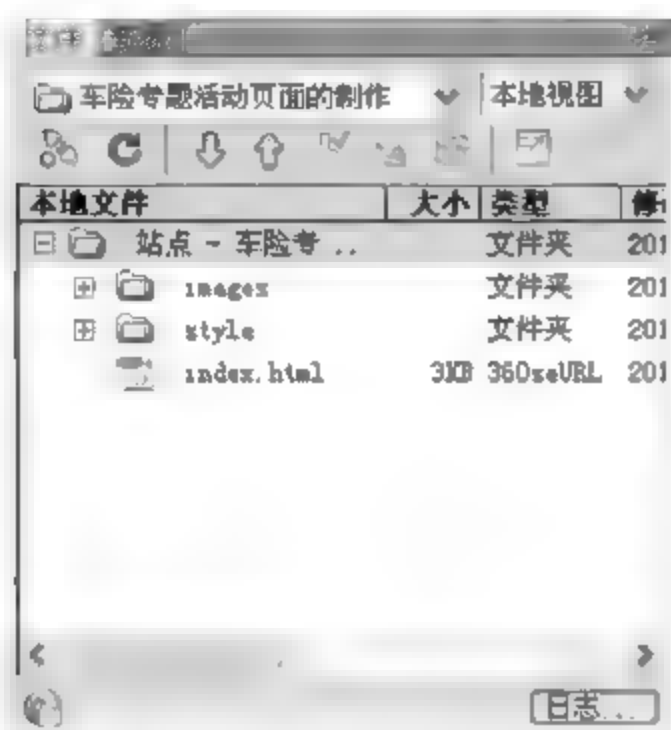 车险专题活动页面的制作 本地视图
本地文件 大小 类型 修
站点 - 车险专 ..
文件夹 201
images 文件夹 201
style 文件夹 201
index.html 3KB 360seURL 201
日志...